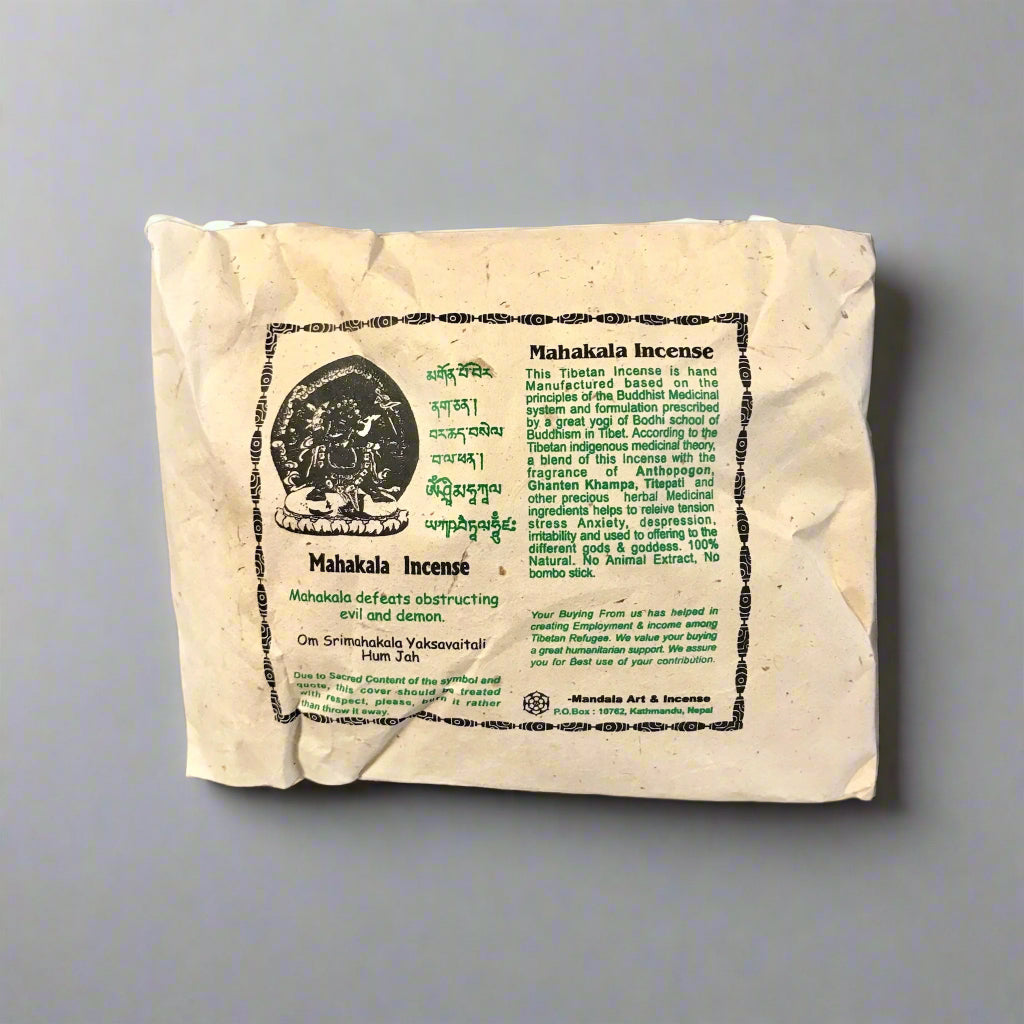 མགོན་པོ་བེར་
ནག་ཅན།
བར་ཆད་བསེལ་
བ་ལ་ཕན།
Mahakala Incense
Mahakala defeats obstructing
evil and demon.
Om Srimahakala Yaksavaitali
Hum Jah
Due to Sacred Content of the symbol and
quote, this cover should be treated
with respect, please, burn it rather
than throw it away.
Mahakala Incense
This Tibetan Incense is hand
Manufactured based on the
principles of the Buddhist Medicinal
system and formulation prescribed
by a great yogi of Bodhi school of
Buddhism in Tibet. According to the
Tibetan indigenous medicinal theory,
a blend of this Incense with the
fragrance of Anthopogon,
Ghanten Khampa, Titepati and
other precious herbal Medicinal
ingredients helps to releive tension
stress Anxiety, despression,
irritability and used to offering to the
different gods & goddess. 100%
Natural. No Animal Extract, No
bombo stick.
Your Buying From us has helped in
creating Employment & income among
Tibetan Refugee. We value your buying
a great humanitarian support. We assure
you for Best use of your contribution.
-Mandala Art & Incense
P.O.Box : 10762, Kathmandu, Nepal